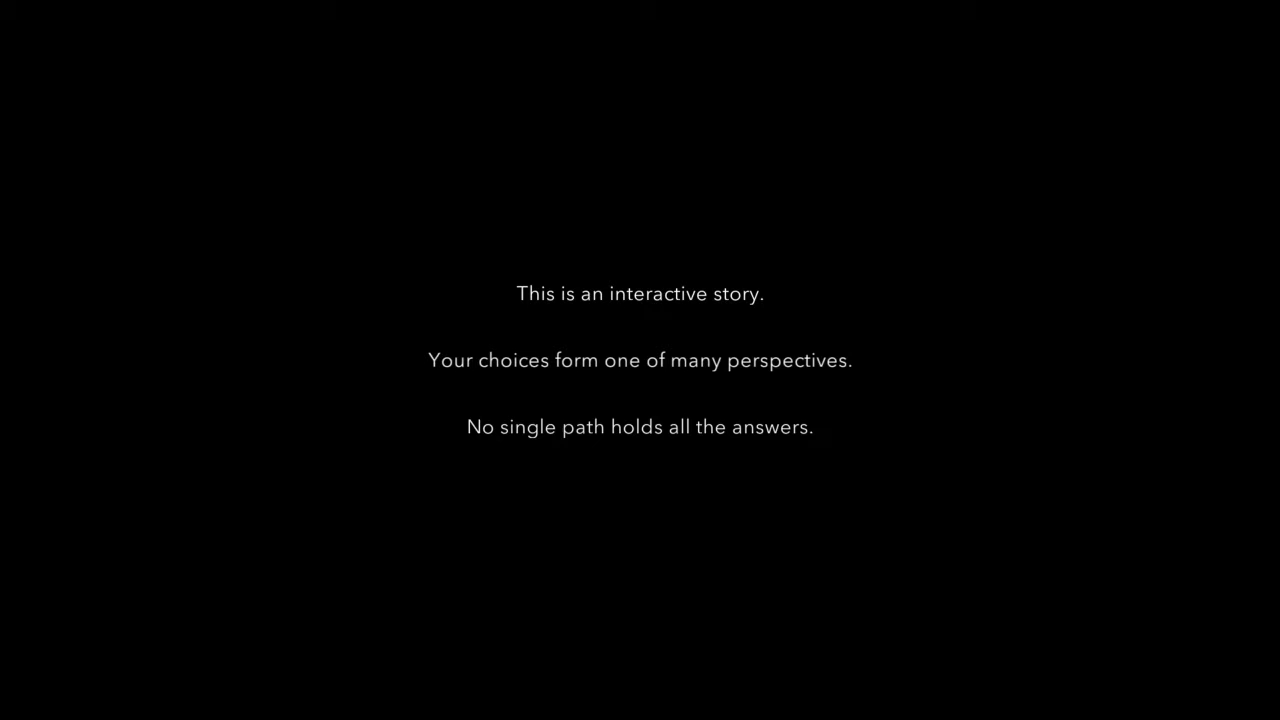 This is an interactive story.
Your choices form one of many perspectives.
No single path holds all the answers.